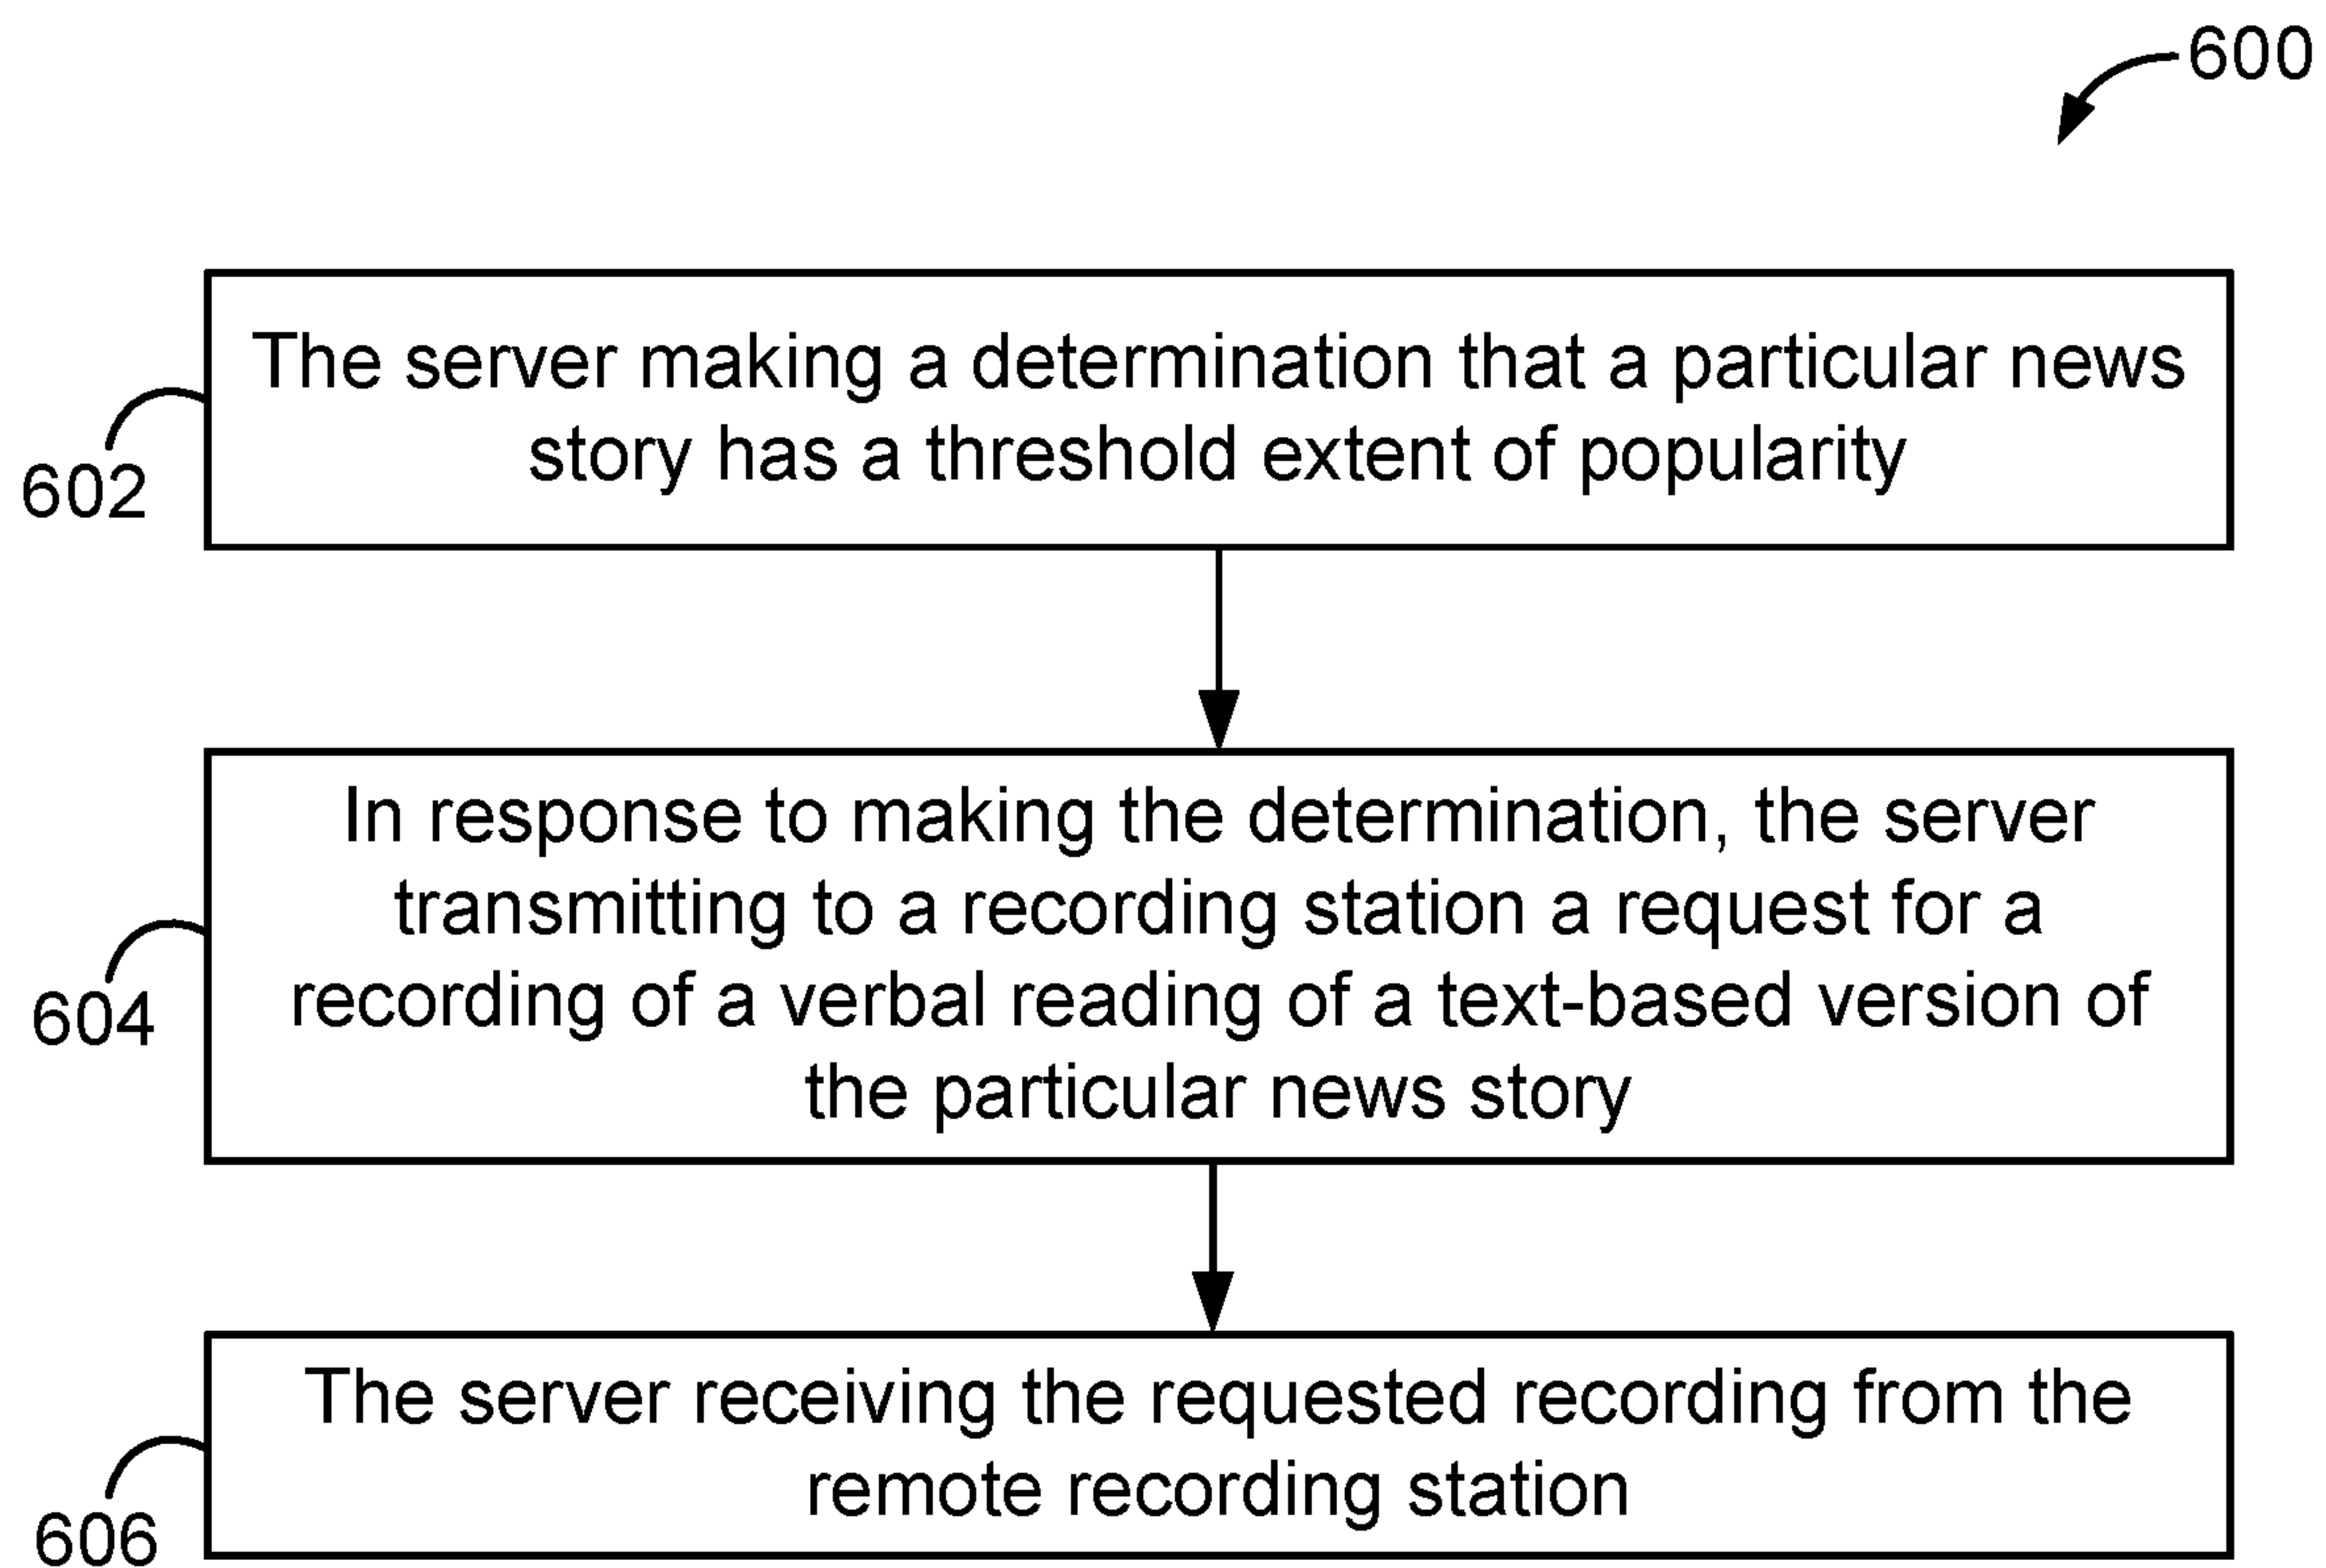 600
The server making a determination that a particular news
story has a threshold extent of popularity
602
In response to making the determination, the server
transmitting to a recording station a request for a
recording of a verbal reading of a text-based version of
the particular news story
604
The server receiving the requested recording from the
remote recording station
606